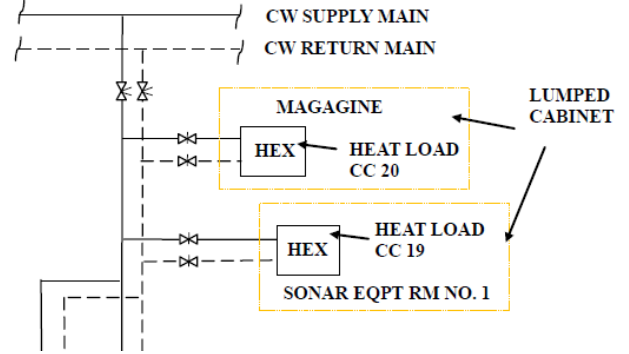 CW SUPPLY MAIN
CW RETURN MAIN
LUMPED
CABINET
MAGAGINE
HEX
HEAT LOAD
CC 20
HEAT LOAD
CC 19
HEX
SONAR EQPT RM NO. 1